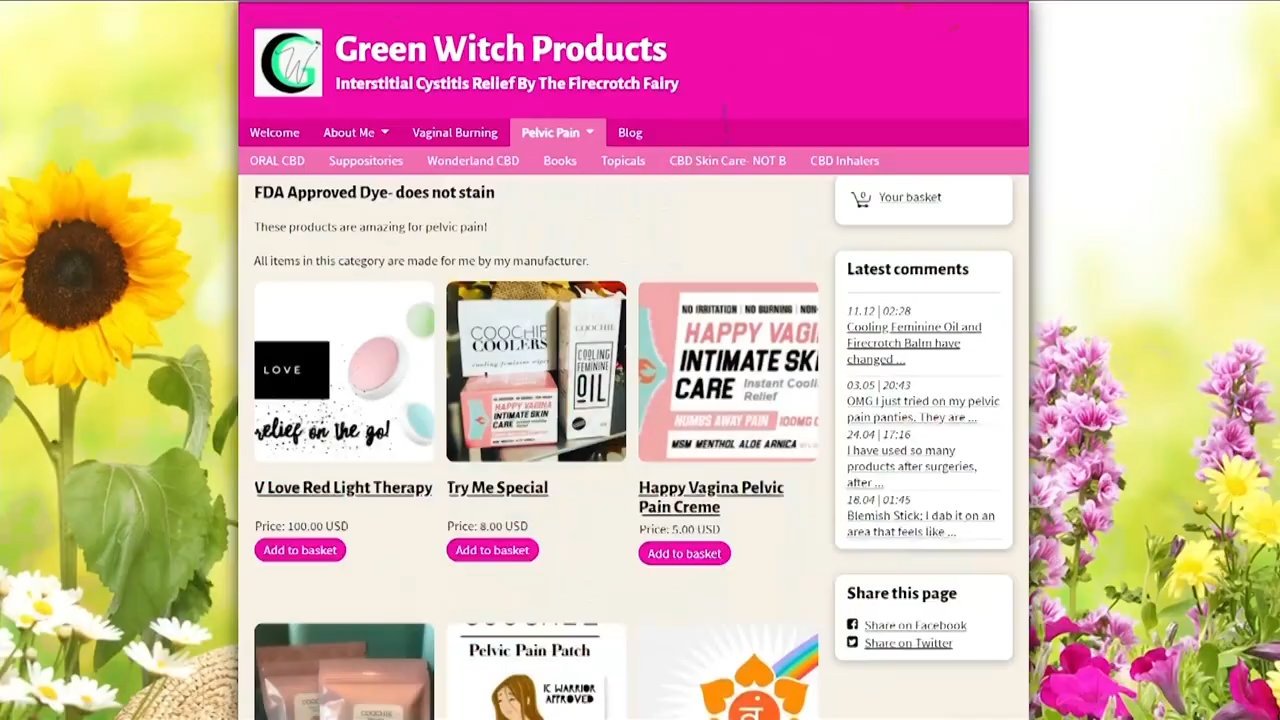 Green Witch Products
Interstitial Cystitis Relief By The Firecrotch Fairy
Welcome
About Me
Vaginal Burning
Pelvic Pain
Blog
ORAL CBD
Suppositories
Wonderland CBD
Books
Topicals
CBD Skin Care- NOT B
CBD Inhalers
FDA Approved Dye- does not stain
These products are amazing for pelvic pain!
All items in this category are made for me by my manufacturer.
LOVE
relief on the go!
V Love Red Light Therapy
Price: 100.00 USD
Add to basket
COOCHIE
COOLERS
cooling feminine wipes
HAPPY VAGINA
INTIMATE SKIN
CARE
COOCHIE
COOLING
FEMININE
OIL
Try Me Special
Price: 8.00 USD
Add to basket
NO IRRITATION | NO BURNING | NON-
HAPPY VAGI
INTIMATE SKI
CARE
Instant Cooli
Relief
NUMBS AWAY PAIN
100MG C
MSM MENTHOL ALOE ARNICA
Happy Vagina Pelvic
Pain Creme
Price: 5.00 USD
Add to basket
Pelvic Pain Patch
IC WARRIOR
APPROVED
0
Your basket
Latest comments
11.12 | 02:28
Cooling Feminine Oil and
Firecrotch Balm have
changed ...
03.05 | 20:43
OMG I just tried on my pelvic
pain panties. They are ...
24.04 | 17:16
I have used so many
products after surgeries,
after ...
18.04 | 01:45
Blemish Stick; I dab it on an
area that feels like ...
Share this page
Share on Facebook
Share on Twitter